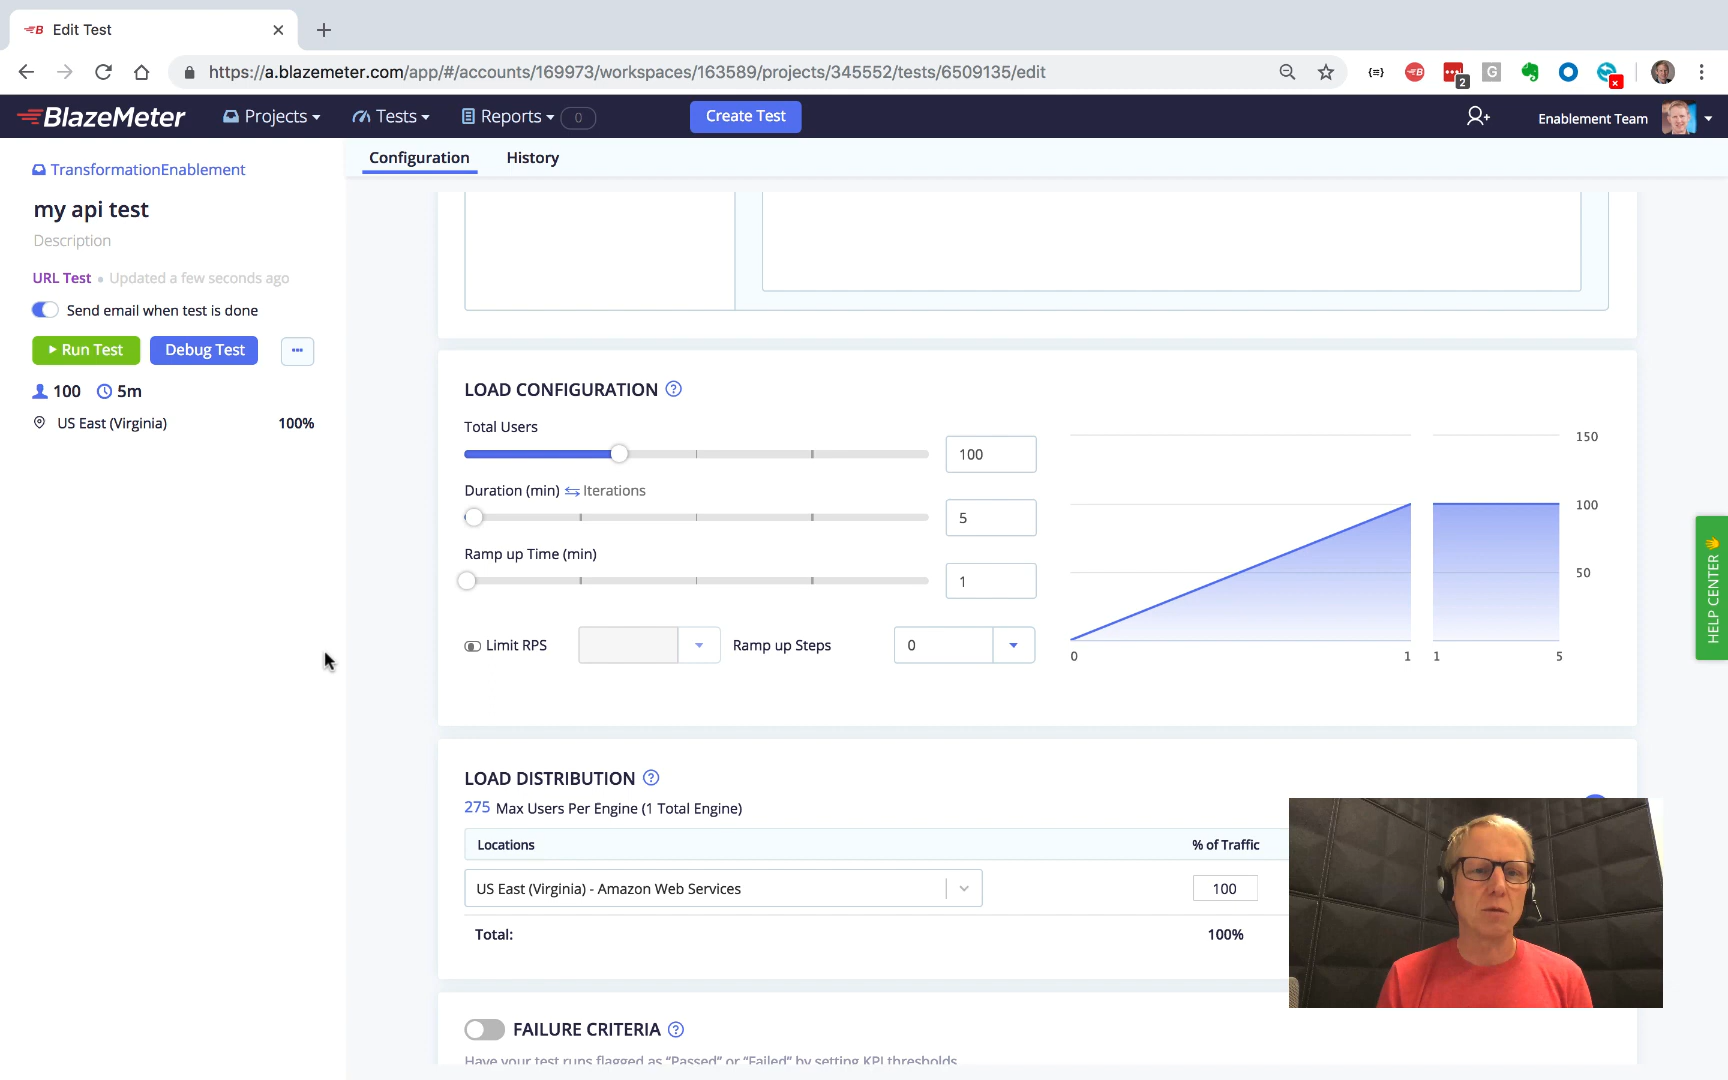 Edit Test
https://a.blazemeter.com/app/#/accounts/169973/workspaces/163589/projects/345552/tests/6509135/edit
2
G
BlazeMeter
Projects
Tests
Reports
0
Create Test
Enablement Team
TransformationEnablement
Configuration
History
my api test
Description
URL Test • Updated a few seconds ago
Send email when test is done
Run Test
Debug Test
100
5m
US East (Virginia)
100%
LOAD CONFIGURATION
Total Users
100
Duration (min) ⇆ Iterations
5
Ramp up Time (min)
1
Limit RPS
Ramp up Steps
0
150
100
50
0
1
1
5
HELP CENTER
LOAD DISTRIBUTION
275 Max Users Per Engine (1 Total Engine)
Locations
% of Traffic
US East (Virginia) - Amazon Web Services
100
Total:
100%
FAILURE CRITERIA
Have your test runs flagged as “Passed” or “Failed” by setting KPI thresholds